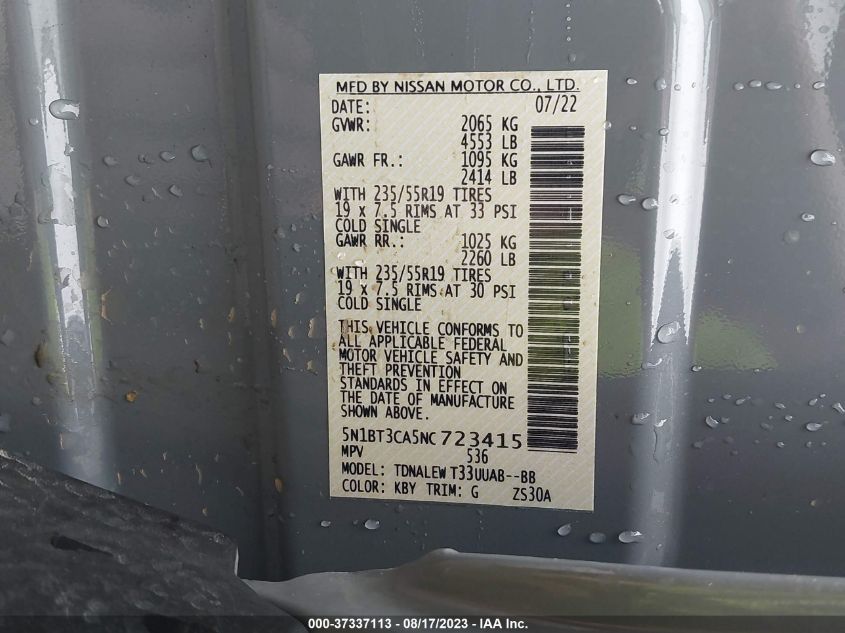 MFD BY NISSAN MOTOR CO., LTD.
DATE: 07/22
GVWR: 2065 KG
4553 LB
GAWR FR.: 1095 KG
2414 LB
WITH 235/55R19 TIRES
19 x 7.5 RIMS AT 33 PSI
COLD SINGLE
GAWR RR.: 1025 KG
2260 LB
WITH 235/55R19 TIRES
19 x 7.5 RIMS AT 30 PSI
COLD SINGLE
THIS VEHICLE CONFORMS TO
ALL APPLICABLE FEDERAL
MOTOR VEHICLE SAFETY AND
THEFT PREVENTION
STANDARDS IN EFFECT ON
THE DATE OF MANUFACTURE
SHOWN ABOVE.
5N1BT3CA5NC723415
MPV 536
MODEL: TDNALEW T33UUAB--BB
COLOR: KBY TRIM: G ZS30A
000-37337113 - 08/17/2023 - IAA Inc.